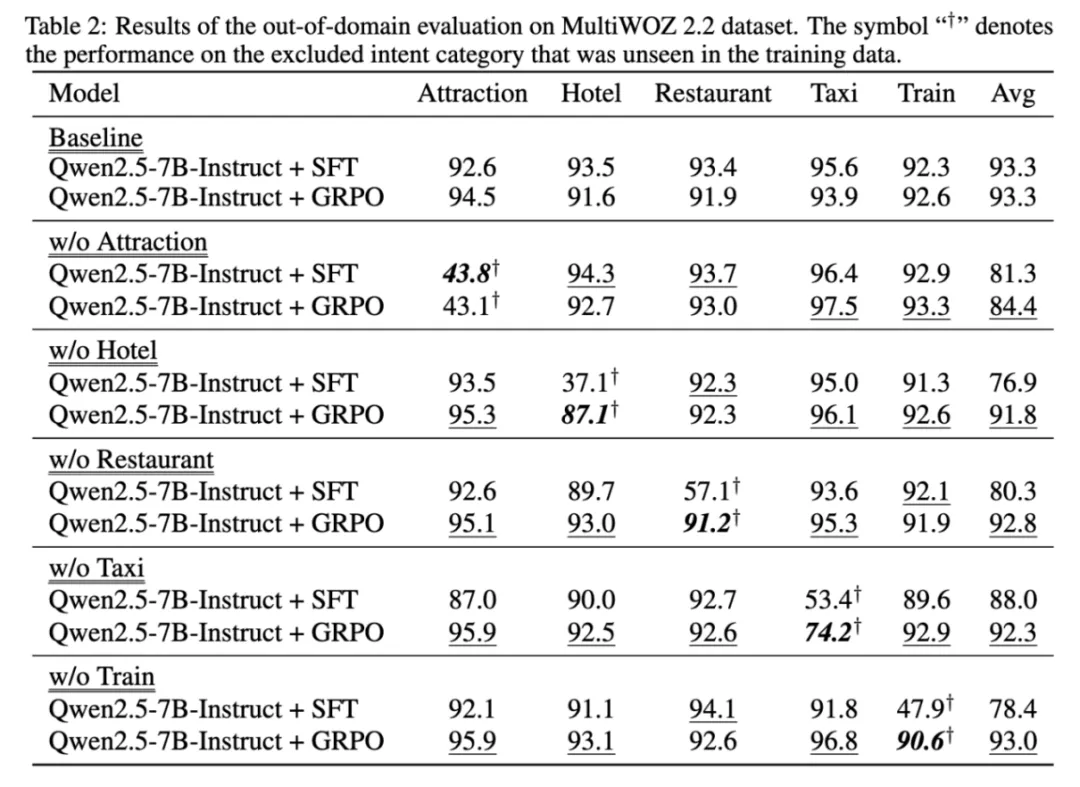 Table 2: Results of the out-of-domain evaluation on MultiWOZ 2.2 dataset. The symbol “†” denotes
the performance on the excluded intent category that was unseen in the training data.
Model Attraction Hotel Restaurant Taxi Train Avg
Baseline
Qwen2.5-7B-Instruct + SFT 92.6 93.5 93.4 95.6 92.3 93.3
Qwen2.5-7B-Instruct + GRPO 94.5 91.6 91.9 93.9 92.6 93.3
w/o Attraction
Qwen2.5-7B-Instruct + SFT 43.8† 94.3 93.7 96.4 92.9 81.3
Qwen2.5-7B-Instruct + GRPO 43.1† 92.7 93.0 97.5 93.3 84.4
w/o Hotel
Qwen2.5-7B-Instruct + SFT 93.5 37.1† 92.3 95.0 91.3 76.9
Qwen2.5-7B-Instruct + GRPO 95.3 87.1† 92.3 96.1 92.6 91.8
w/o Restaurant
Qwen2.5-7B-Instruct + SFT 92.6 89.7 57.1† 93.6 92.1 80.3
Qwen2.5-7B-Instruct + GRPO 95.1 93.0 91.2† 95.3 91.9 92.8
w/o Taxi
Qwen2.5-7B-Instruct + SFT 87.0 90.0 92.7 53.4† 89.6 88.0
Qwen2.5-7B-Instruct + GRPO 95.9 92.5 92.6 74.2† 92.9 92.3
w/o Train
Qwen2.5-7B-Instruct + SFT 92.1 91.1 94.1 91.8 47.9† 78.4
Qwen2.5-7B-Instruct + GRPO 95.9 93.1 92.6 96.8 90.6† 93.0